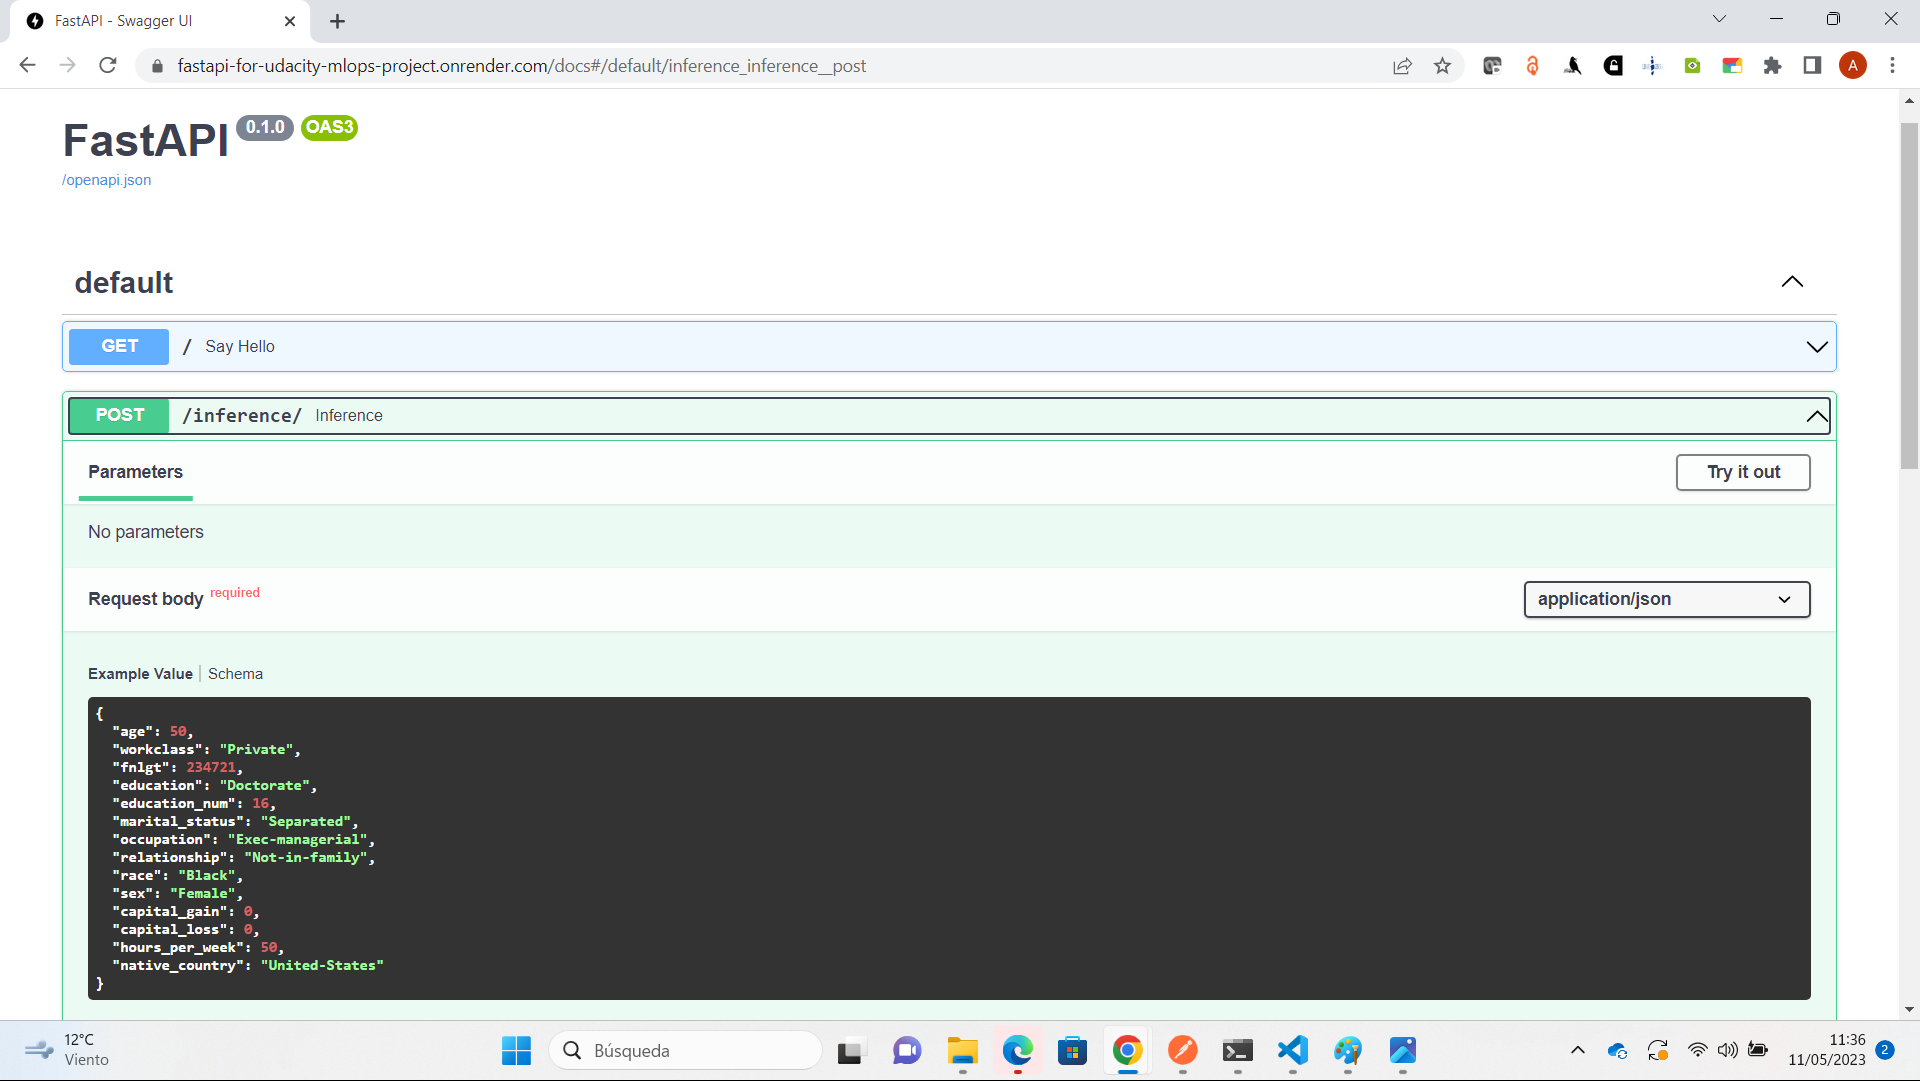 FastAPI - Swagger UI
fastapi-for-udacity-mlops-project.onrender.com/docs#/default/inference_inference__post
A
FastAPI 0.1.0 OAS3
/openapi.json
default
GET / Say Hello
POST /inference/ Inference
Parameters
Try it out
No parameters
Request body required
application/json
Example Value | Schema
{
"age": 50,
"workclass": "Private",
"fnlgt": 234721,
"education": "Doctorate",
"education_num": 16,
"marital_status": "Separated",
"occupation": "Exec-managerial",
"relationship": "Not-in-family",
"race": "Black",
"sex": "Female",
"capital_gain": 0,
"capital_loss": 0,
"hours_per_week": 50,
"native_country": "United-States"
}
12°C
Viento
Búsqueda
11:36
11/05/2023
2